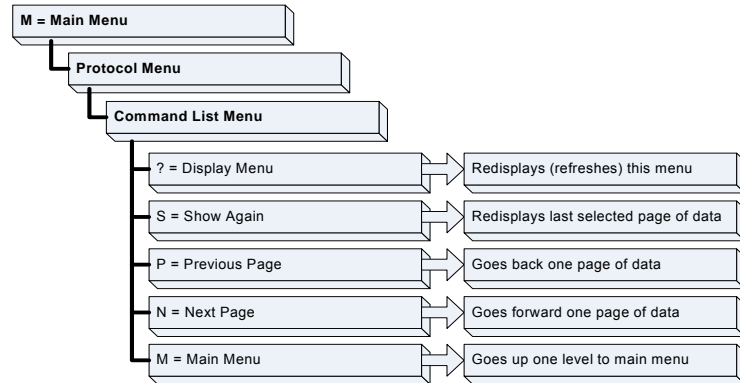 M = Main Menu
Protocol Menu
Command List Menu
? = Display Menu
Redisplays (refreshes) this menu
S = Show Again
Redisplays last selected page of data
P = Previous Page
Goes back one page of data
N = Next Page
Goes forward one page of data
M = Main Menu
Goes up one level to main menu